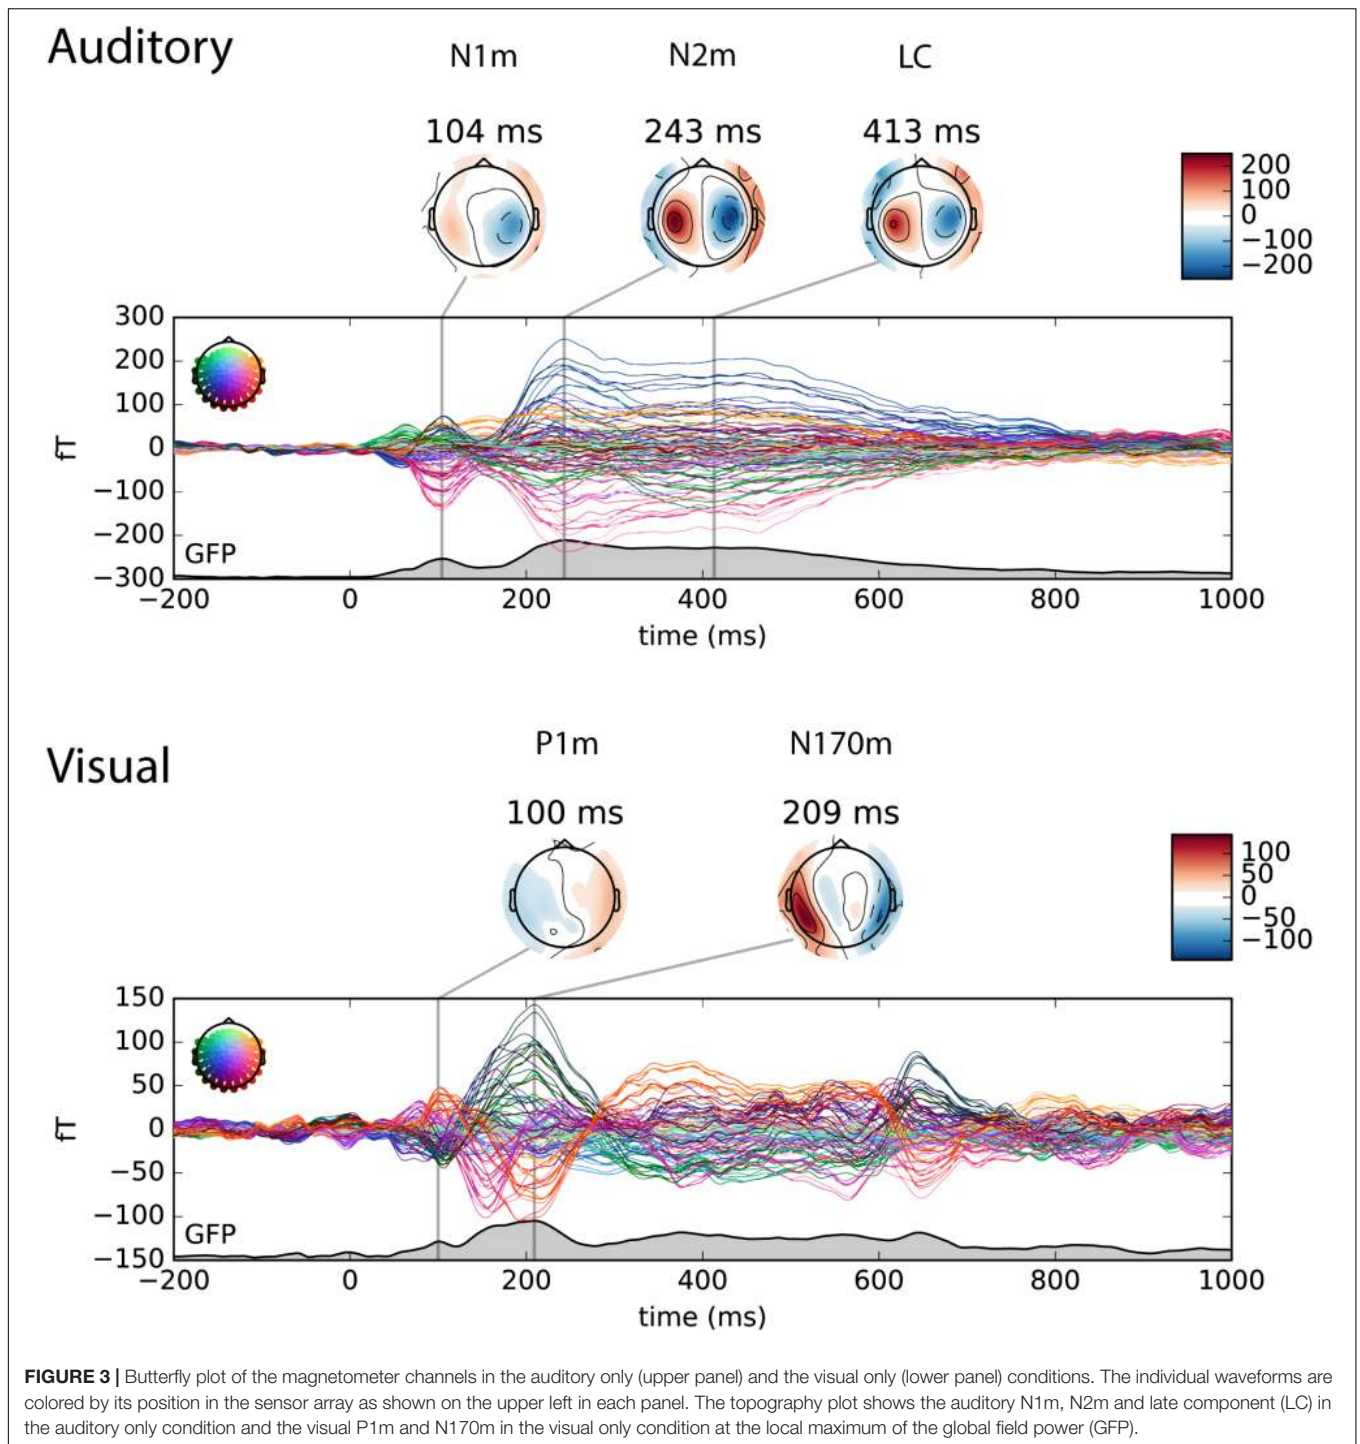 Auditory
N1m N2m LC
104 ms 243 ms 413 ms
200
100
0
−100
−200
300
200
100
0
−100
−200
−300
fT
GFP
−200 0 200 400 600 800 1000
time (ms)
Visual
P1m N170m
100 ms 209 ms
100
50
0
−50
−100
150
100
50
0
−50
−100
−150
fT
GFP
−200 0 200 400 600 800 1000
time (ms)
FIGURE 3 | Butterfly plot of the magnetometer channels in the auditory only (upper panel) and the visual only (lower panel) conditions. The individual waveforms are
colored by its position in the sensor array as shown on the upper left in each panel. The topography plot shows the auditory N1m, N2m and late component (LC) in
the auditory only condition and the visual P1m and N170m in the visual only condition at the local maximum of the global field power (GFP).